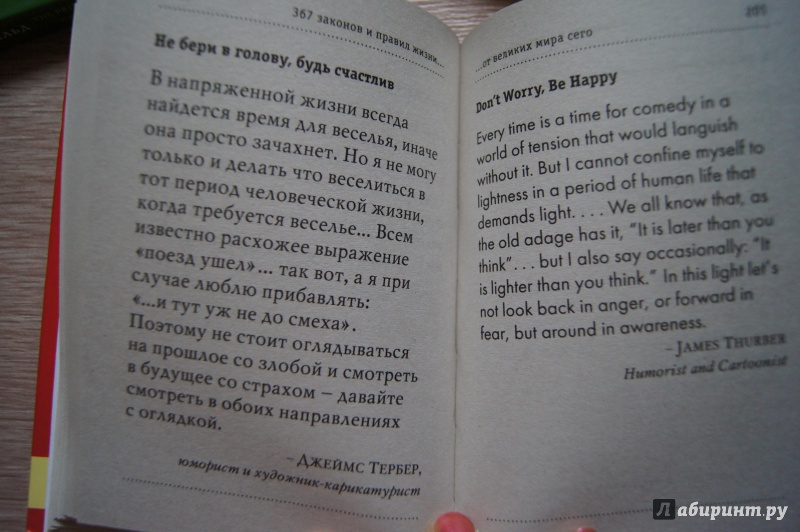 367 законов и правил жизни...
Не бери в голову, будь счастлив
В напряженной жизни всегда
найдется время для веселья, иначе
она просто зачахнет. Но я не могу
только и делать что веселиться в
тот период человеческой жизни,
когда требуется веселье... Всем
известно расхожее выражение
«поезд ушел»... так вот, а я при
случае люблю прибавлять:
«...и тут уж не до смеха».
Поэтому не стоит оглядываться
на прошлое со злобой и смотреть
в будущее со страхом – давайте
смотреть в обоих направлениях
с оглядкой.
– Джеймс Тербер,
юморист и художник-карикатурист
...от великих мира сего
205
Don't Worry, Be Happy
Every time is a time for comedy in a
world of tension that would languish
without it. But I cannot confine myself to
lightness in a period of human life that
demands light. . . . We all know that, as
the old adage has it, "It is later than you
think". . . but I also say occasionally: "It
is lighter than you think." In this light let's
not look back in anger, or forward in
fear, but around in awareness.
– James Thurber
Humorist and Cartoonist
Лабиринт.ру